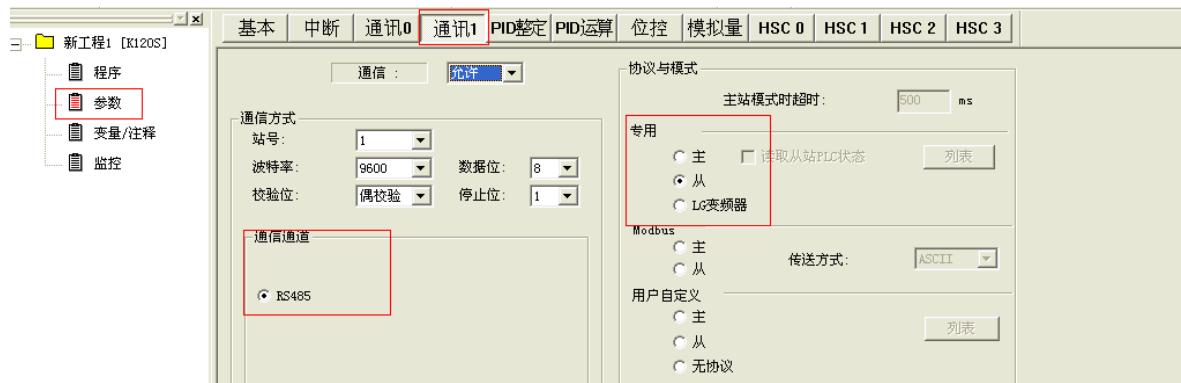 基本 中断 通讯0 通讯1 PID整定 PID运算 位控 模拟量 HSC 0 HSC 1 HSC 2 HSC 3
新工程1 [K120S]
程序
参数
变量/注释
监控
通信 : 允许
通信方式
站号: 1
波特率: 9600 数据位: 8
校验位: 偶校验 停止位: 1
通信通道
RS485
协议与模式
主站模式时超时: 500 ms
专用
主 读取从站PLC状态 列表
从
LG变频器
Modbus
主
从
传送方式: ASCII
用户自定义
主
列表
从
无协议